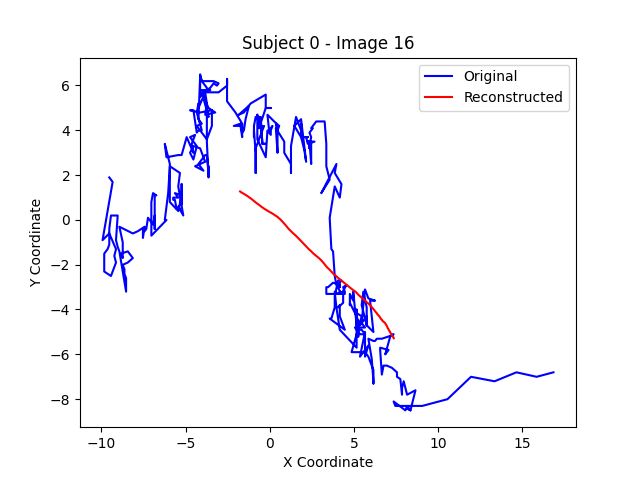 Subject 0 - Image 16
Original
Reconstructed
Y Coordinate
6
4
2
0
−2
−4
−6
−8
−10
−5
0
5
10
15
X Coordinate